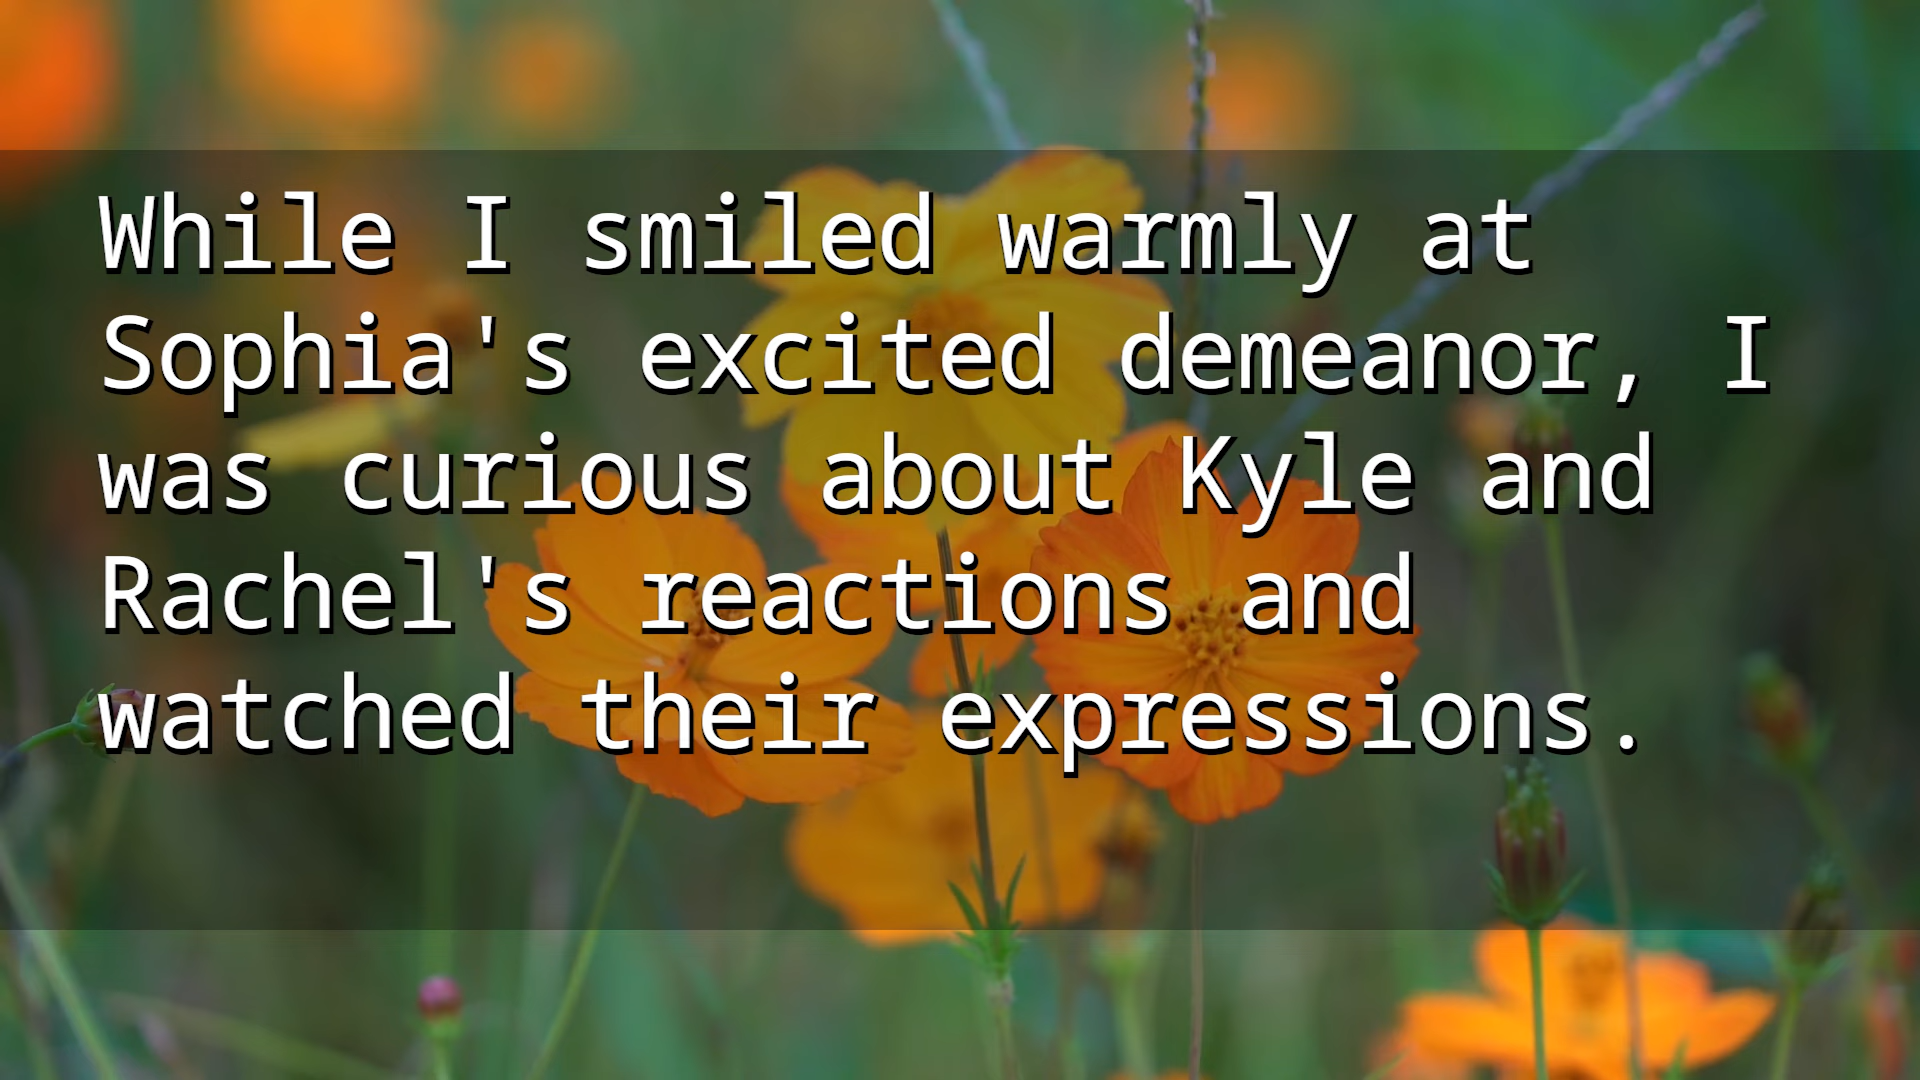 While I smiled warmly at
Sophia's excited demeanor, I
was curious about Kyle and
Rachel's reactions and
watched their expressions.